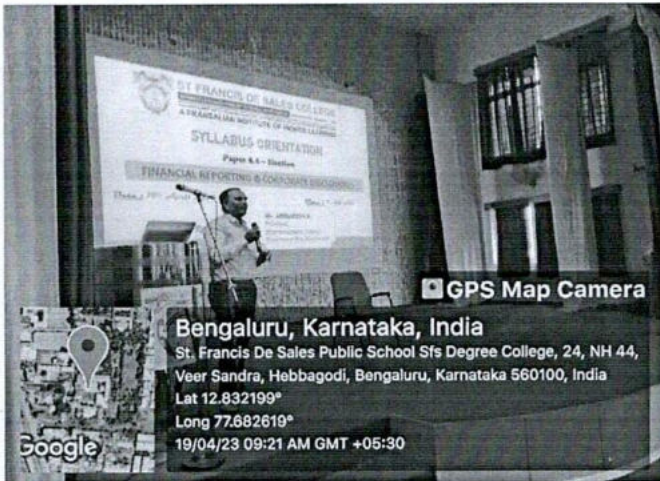 ST FRANCIS DE SALES COLLEGE
A FRANSALIAN INSTITUTE OF HIGHER LEARNING
SYLLABUS ORIENTATION
Paper 6.4 – Elective
FINANCIAL REPORTING & CORPORATE
GPS Map Camera
Bengaluru, Karnataka, India
St. Francis De Sales Public School Sfs Degree College, 24, NH 44,
Veer Sandra, Hebbagodi, Bengaluru, Karnataka 560100, India
Lat 12.832199°
Long 77.682619°
19/04/23 09:21 AM GMT +05:30
Google